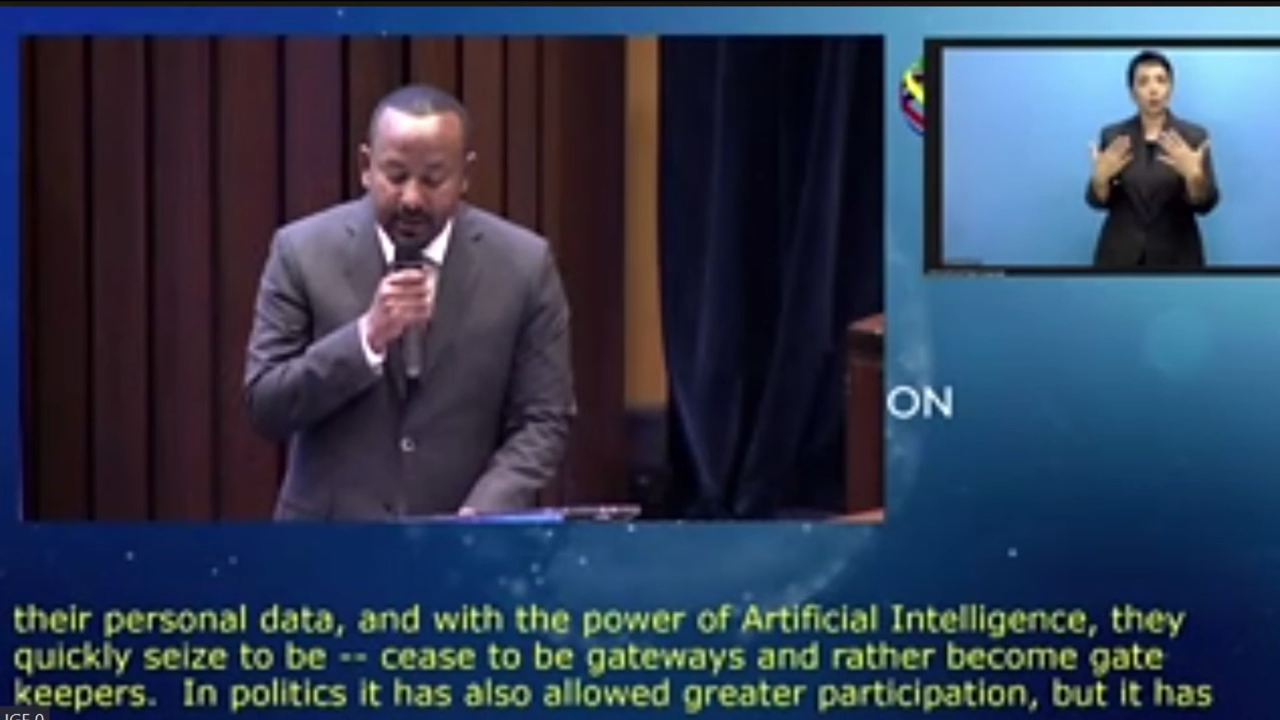 ON
their personal data, and with the power of Artificial Intelligence, they
quickly seize to be -- cease to be gateways and rather become gate
keepers.  In politics it has also allowed greater participation, but it has